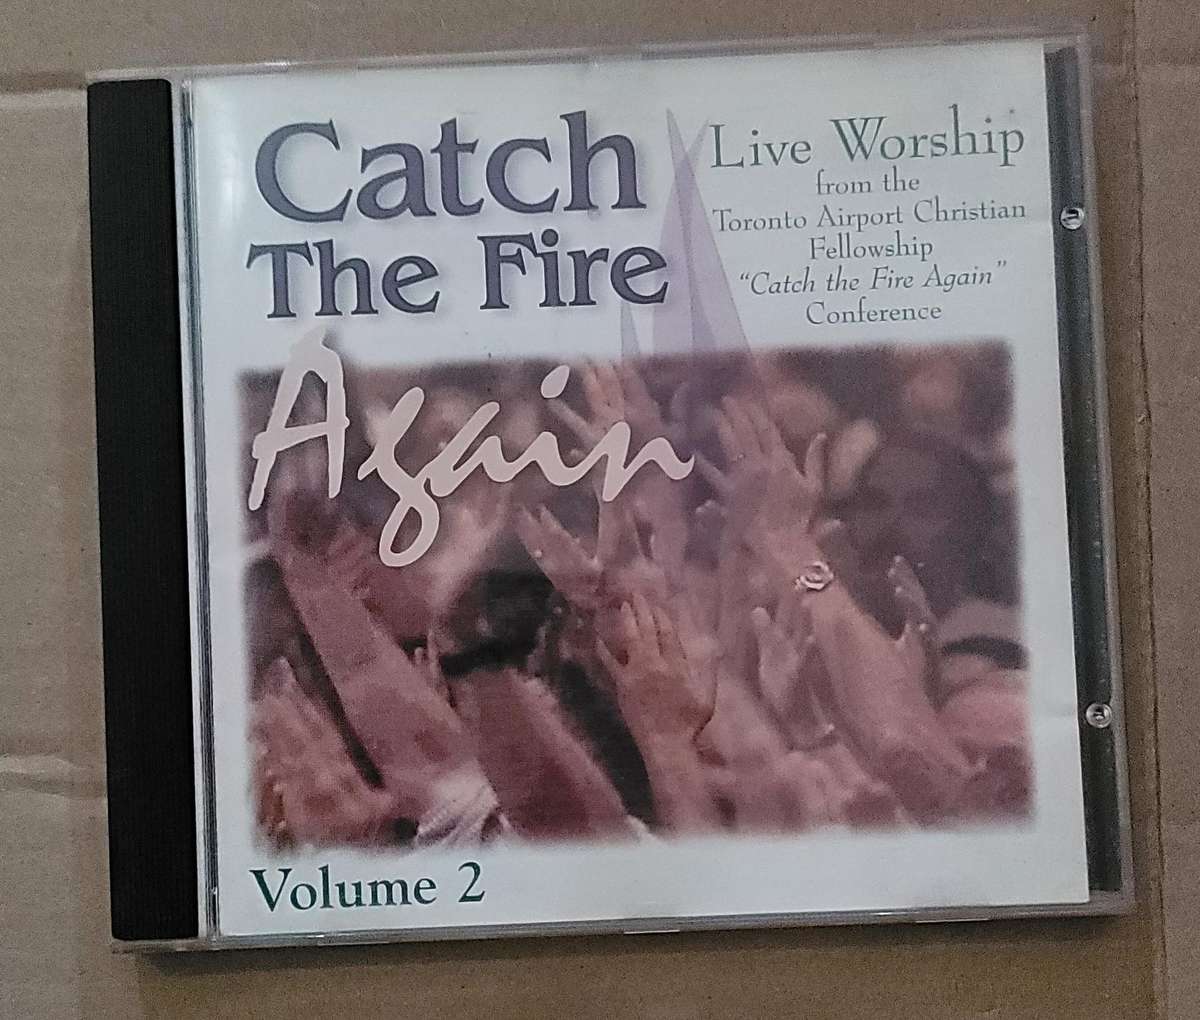 Catch
The Fire
Again
Live Worship
from the
Toronto Airport Christian
Fellowship
“Catch the Fire Again”
Conference
Volume 2